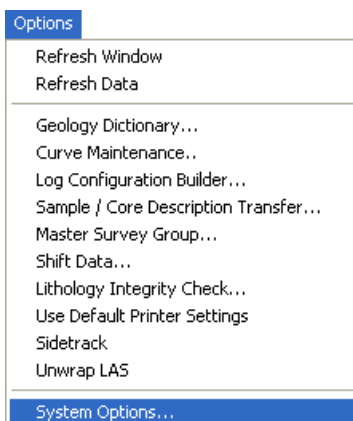 Options
Refresh Window
Refresh Data
Geology Dictionary...
Curve Maintenance..
Log Configuration Builder...
Sample / Core Description Transfer...
Master Survey Group...
Shift Data...
Lithology Integrity Check...
Use Default Printer Settings
Sidetrack
Unwrap LAS
System Options...